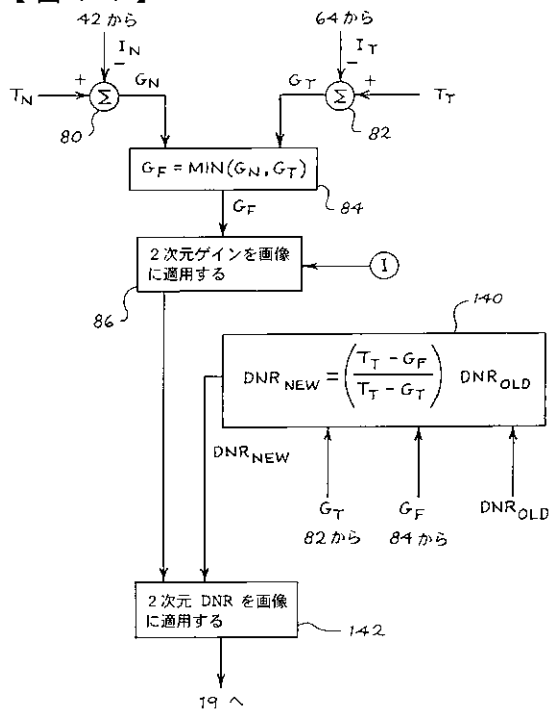 42から
64から
I_N
I_T
−
−
T_N
+
Σ
G_N
G_T
Σ
+
T_T
80
82
G_F = MIN(G_N, G_T)
84
G_F
2次元ゲインを画像
に適用する
I
86
140
DNR_NEW = ( (T_T − G_F) / (T_T − G_T) ) DNR_OLD
DNR_NEW
G_T
G_F
DNR_OLD
82から
84から
2次元 DNR を画像
に適用する
142
19へ